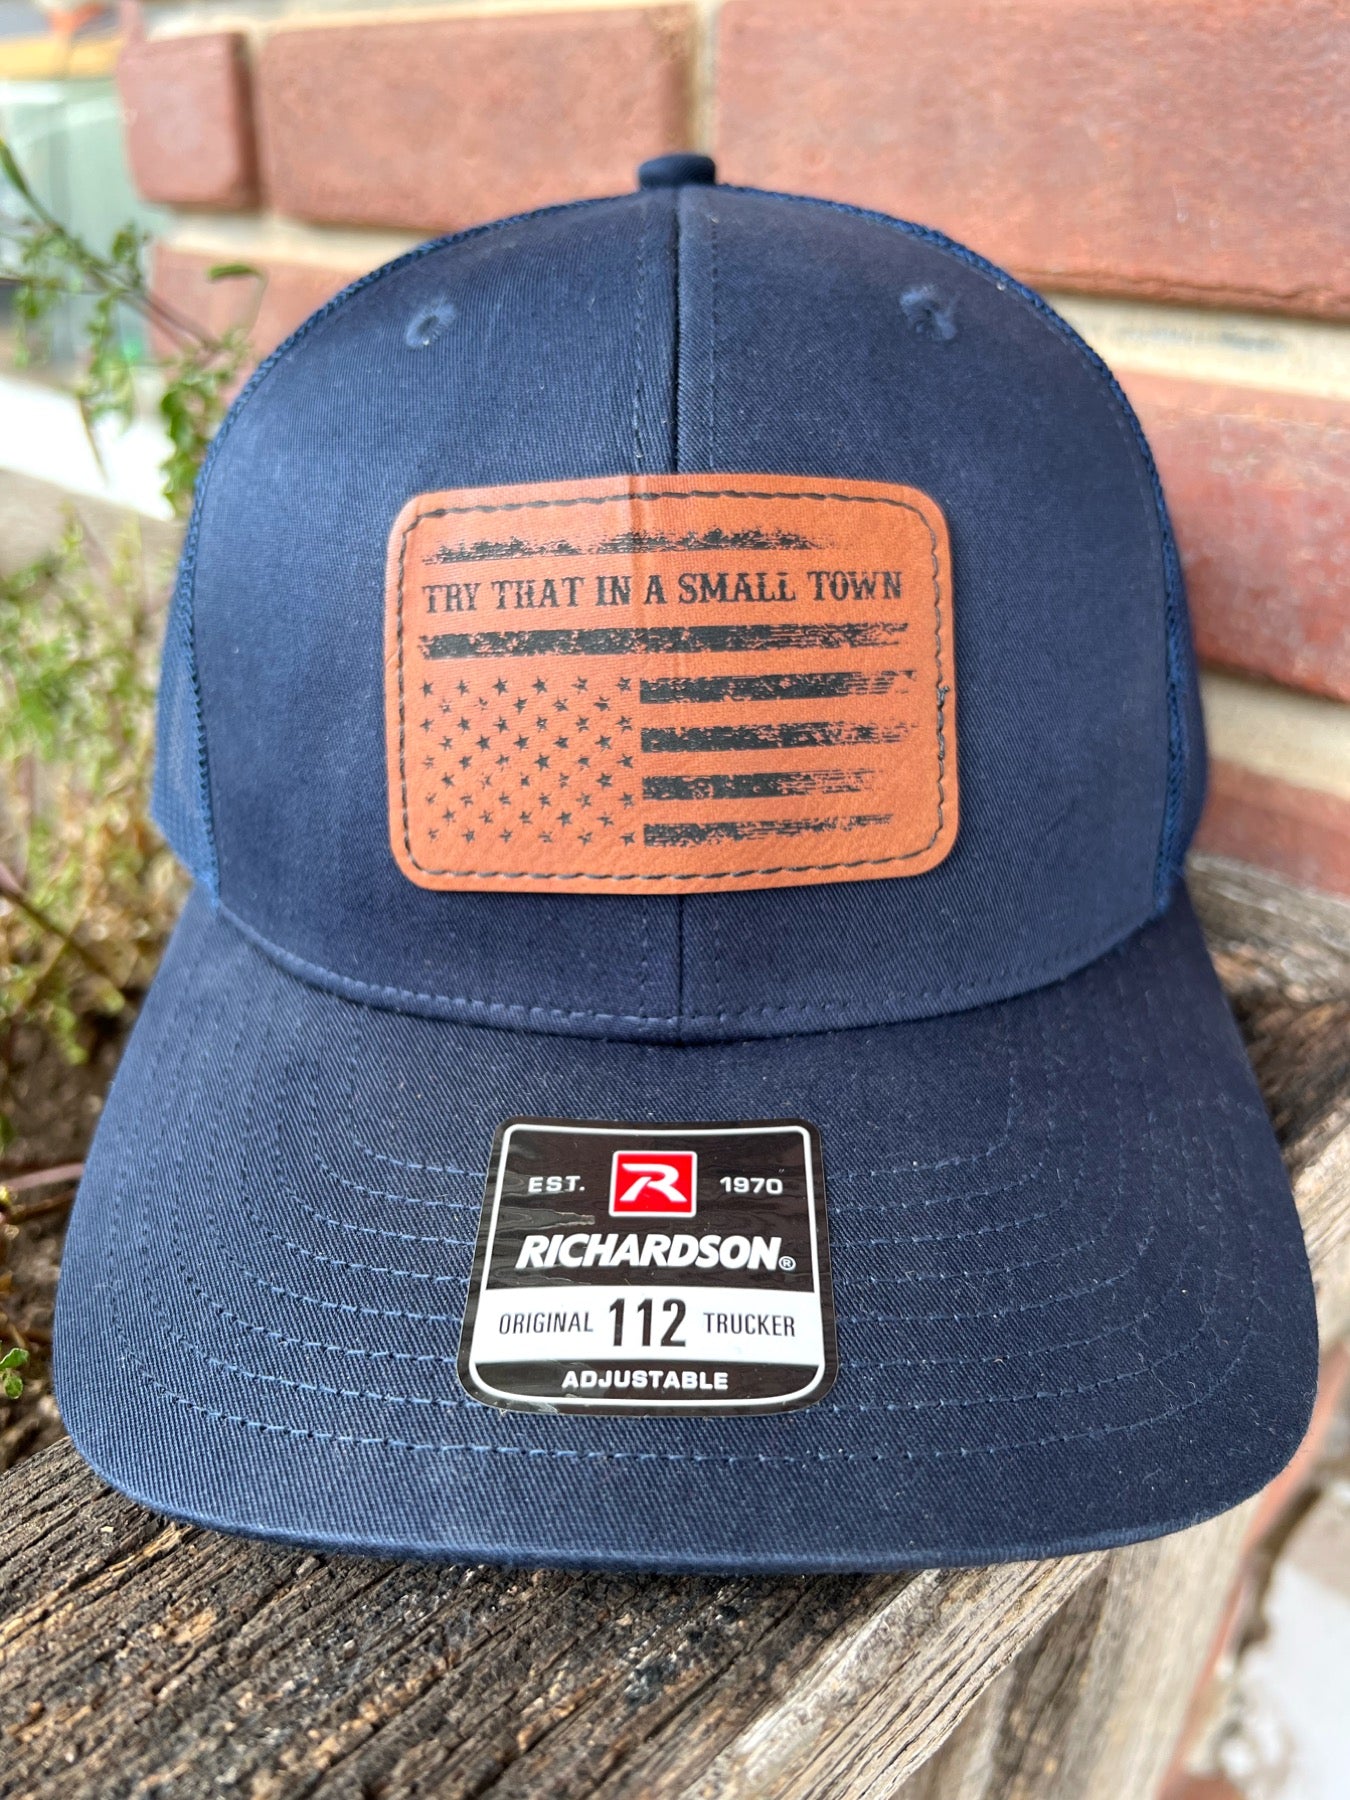 TRY THAT IN A SMALL TOWN
EST. R 1970
RICHARDSON®
ORIGINAL 112 TRUCKER
ADJUSTABLE